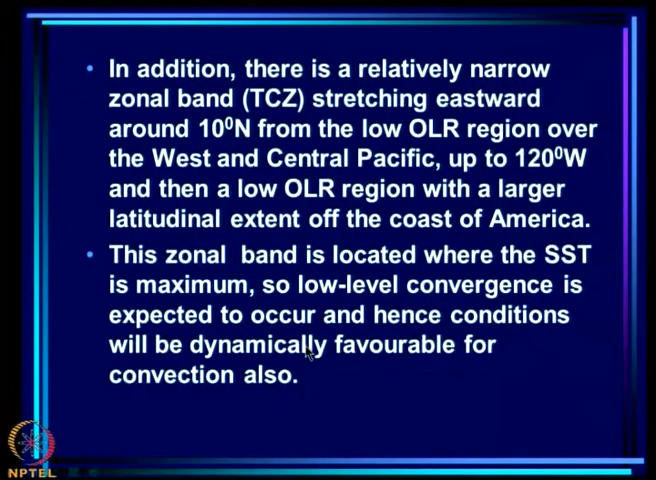 • In addition, there is a relatively narrow
zonal band (TCZ) stretching eastward
around 10⁰N from the low OLR region over
the West and Central Pacific, up to 120⁰W
and then a low OLR region with a larger
latitudinal extent off the coast of America.
• This zonal band is located where the SST
is maximum, so low-level convergence is
expected to occur and hence conditions
will be dynamically favourable for
convection also.
NPTEL